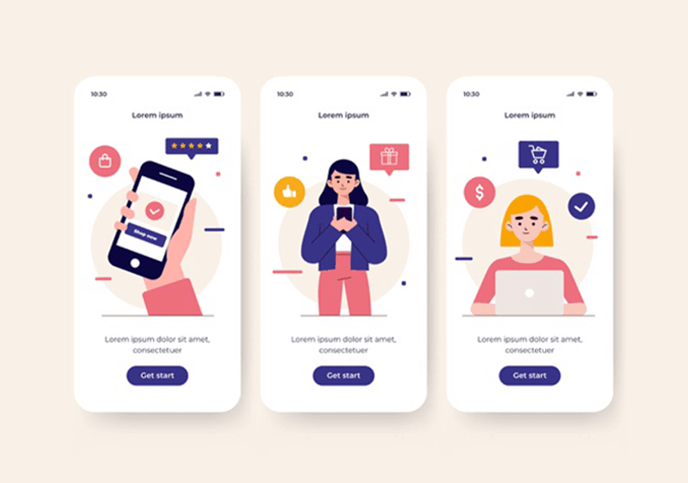 10:30
Lorem ipsum
Shop now
Lorem ipsum dolor sit amet,
consectetuer
Get start
10:30
Lorem ipsum
Lorem ipsum dolor sit amet,
consectetuer
Get start
10:30
Lorem ipsum
$
Lorem ipsum dolor sit amet,
consectetuer
Get start